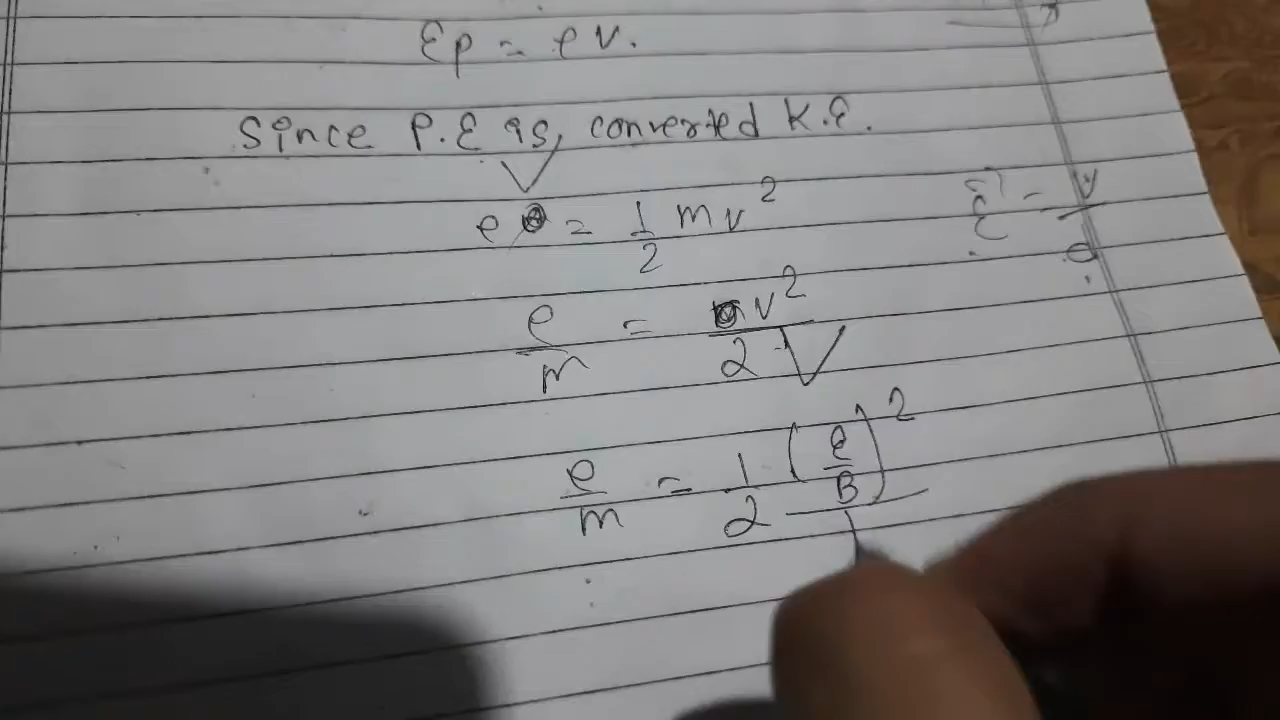 Ep = eV.
Since P.E is, converted K.E.
eV = 1/2 mv²
E = V/d
e/m = v²/2V
e/m = 1/2 (E/B)²